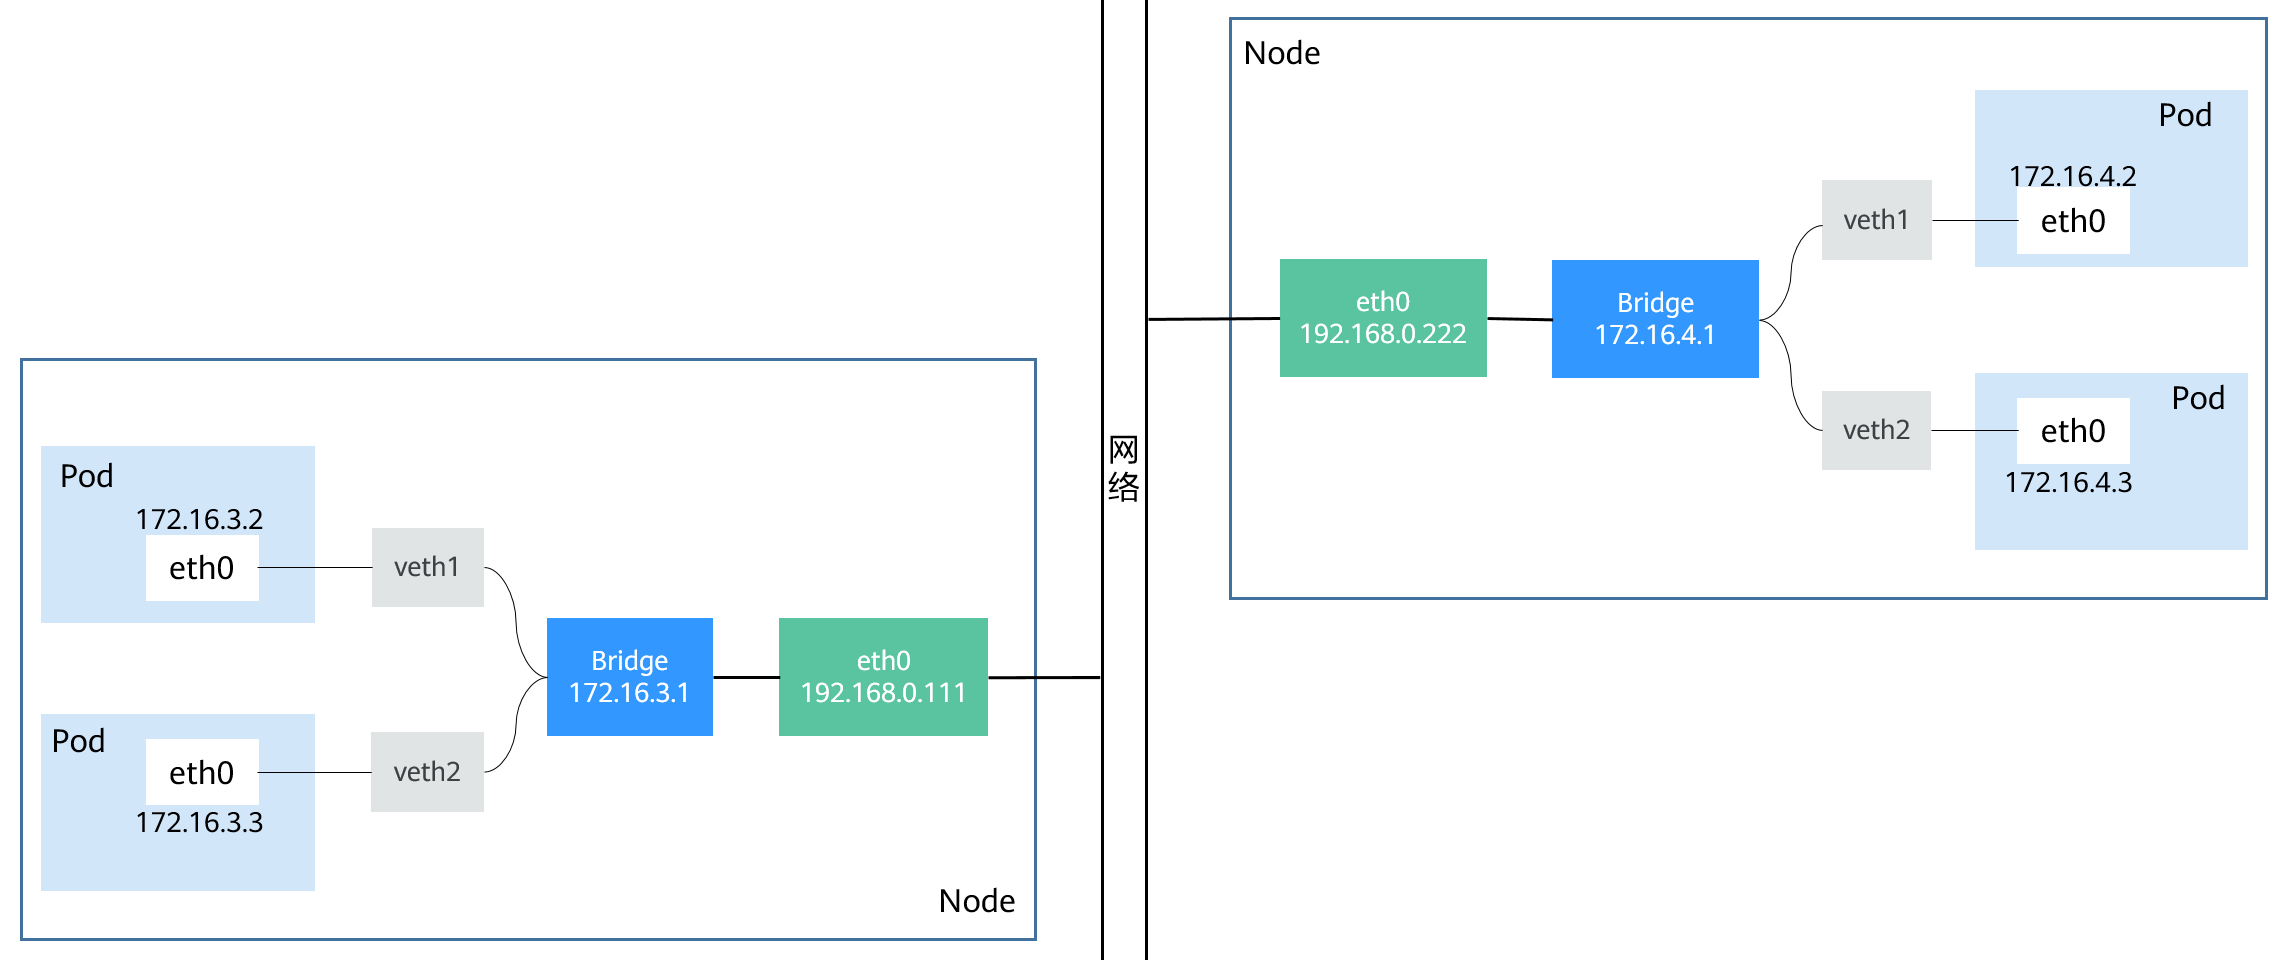 Node
Pod
172.16.4.2
eth0
veth1
eth0
192.168.0.222
Bridge
172.16.4.1
veth2
Pod
eth0
172.16.4.3
网
络
Pod
172.16.3.2
eth0
veth1
Bridge
172.16.3.1
eth0
192.168.0.111
Pod
eth0
172.16.3.3
veth2
Node